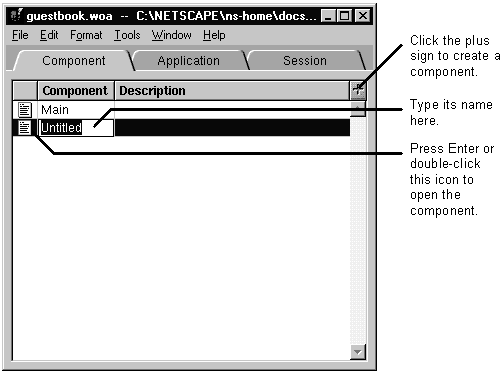 guestbook.woa -- C:\NETSCAPE\ns-home\docs...
File Edit Format Tools Window Help
Component Application Session
Component Description
Main
Untitled
Click the plus
sign to create a
component.
Type its name
here.
Press Enter or
double-click
this icon to
open the
component.